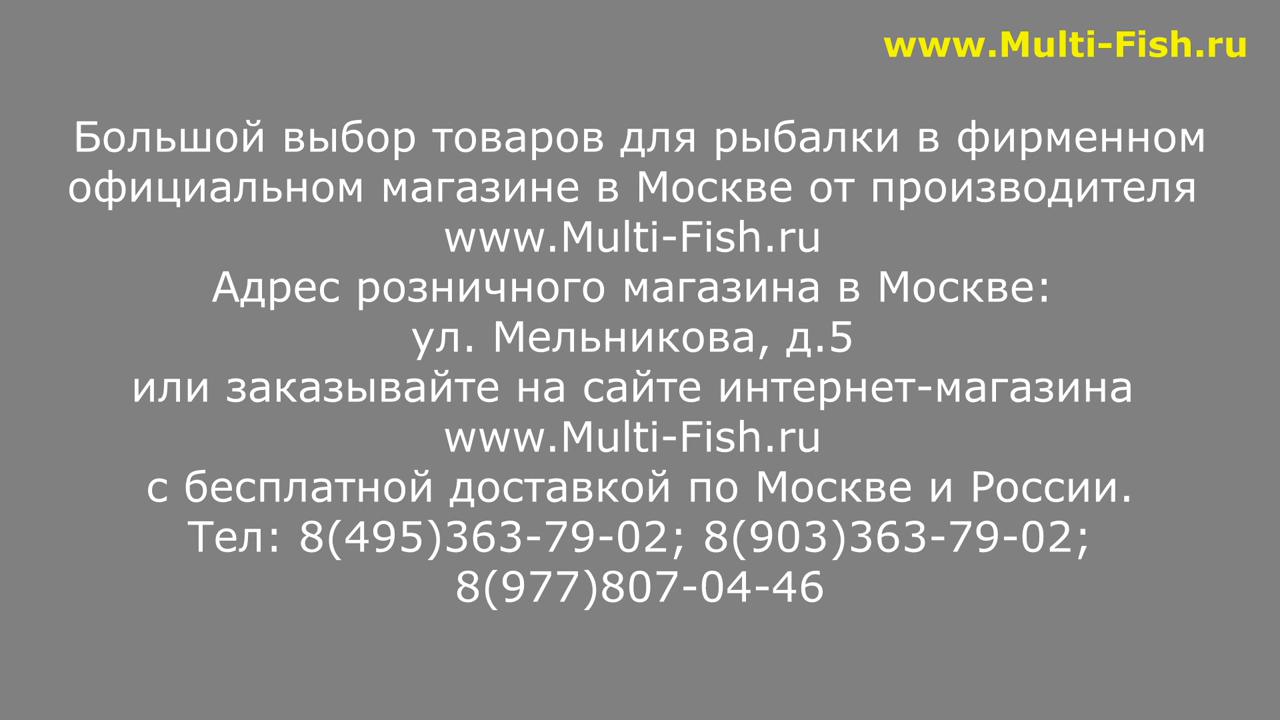 www.Multi-Fish.ru
Большой выбор товаров для рыбалки в фирменном
официальном магазине в Москве от производителя
www.Multi-Fish.ru
Адрес розничного магазина в Москве:
ул. Мельникова, д.5
или заказывайте на сайте интернет-магазина
www.Multi-Fish.ru
с бесплатной доставкой по Москве и России.
Тел: 8(495)363-79-02; 8(903)363-79-02;
8(977)807-04-46